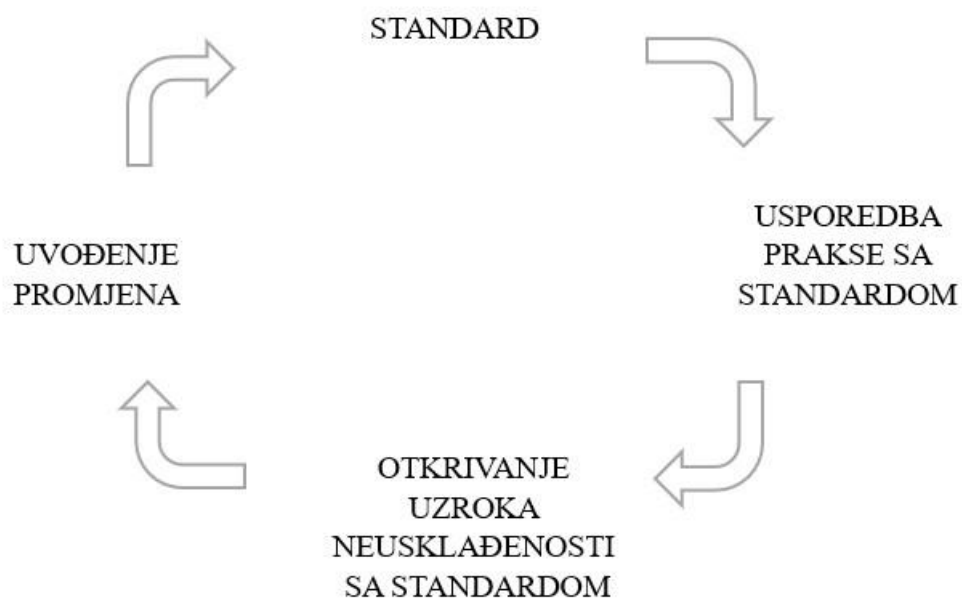 STANDARD
USPOREDBA
PRAKSE SA
STANDARDOM
OTKRIVANJE
UZROKA
NEUSKLAĐENOSTI
SA STANDARDOM
UVOĐENJE
PROMJENA